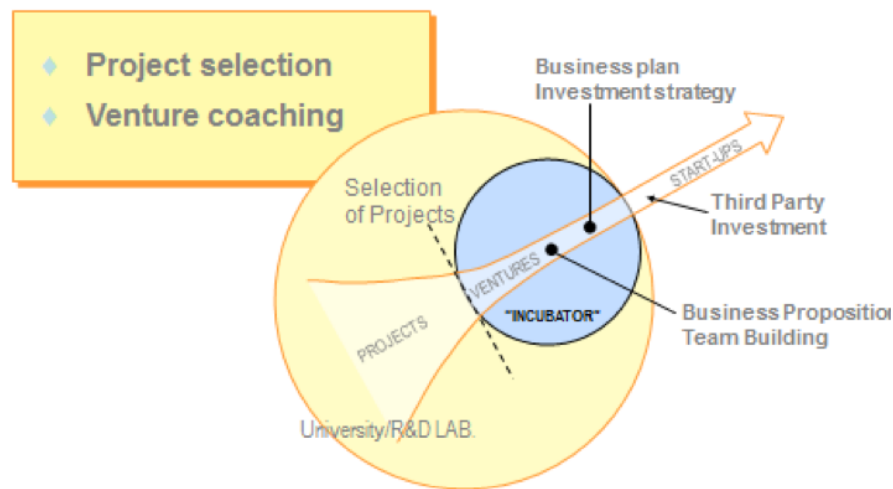 Project selection
Venture coaching
Business plan
Investment strategy
START-UPS
Selection
of Projects
Third Party
Investment
VENTURES
"INCUBATOR"
Business Proposition
Team Building
PROJECTS
University/R&D LAB.